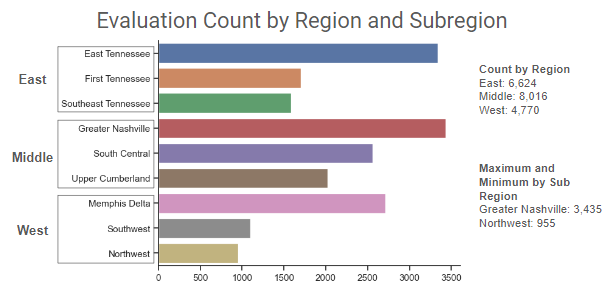 Evaluation Count by Region and Subregion
East
East Tennessee
First Tennessee
Southeast Tennessee
Middle
Greater Nashville
South Central
Upper Cumberland
West
Memphis Delta
Southwest
Northwest
0 500 1000 1500 2000 2500 3000 3500
Count by Region
East: 6,624
Middle: 8,016
West: 4,770
Maximum and
Minimum by Sub
Region
Greater Nashville: 3,435
Northwest: 955